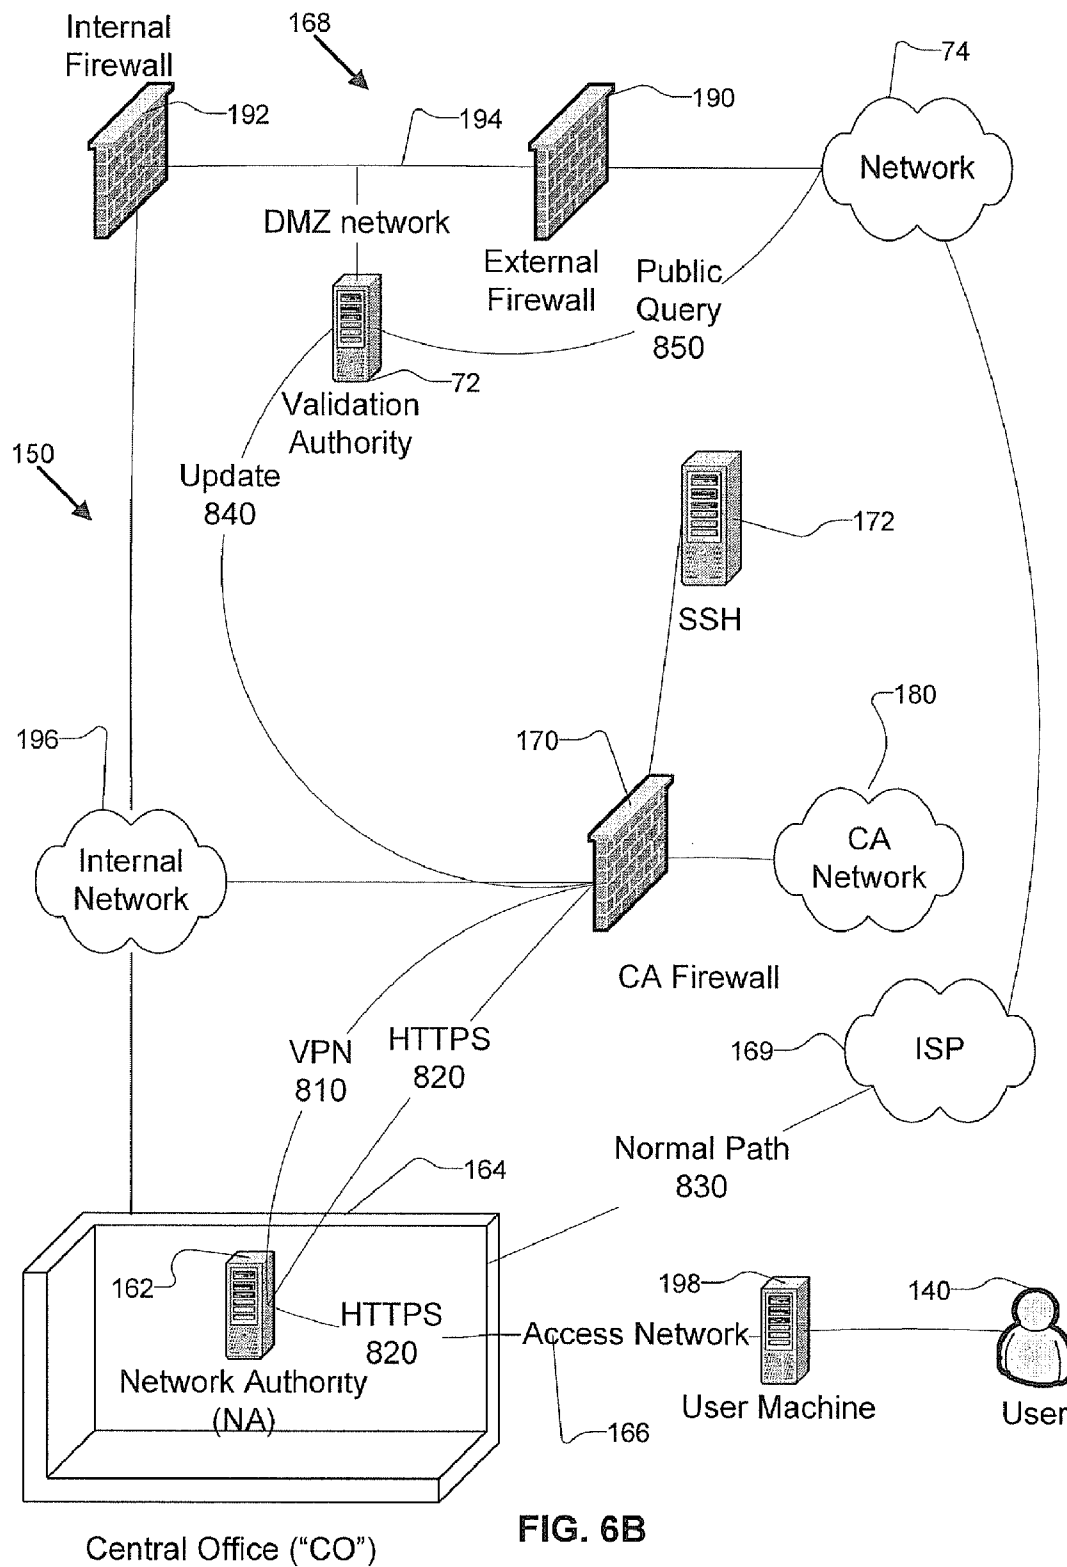 Internal
Firewall
168
74
192
194
190
Network
DMZ network
External
Firewall
Public
Query
850
72
Validation
Authority
150
Update
840
172
SSH
180
196
170
Internal
Network
CA
Network
CA Firewall
VPN
810
HTTPS
820
169
ISP
Normal Path
830
164
162
HTTPS
820
198
140
Access Network
Network Authority
(NA)
User Machine
User
166
Central Office ("CO")
FIG. 6B